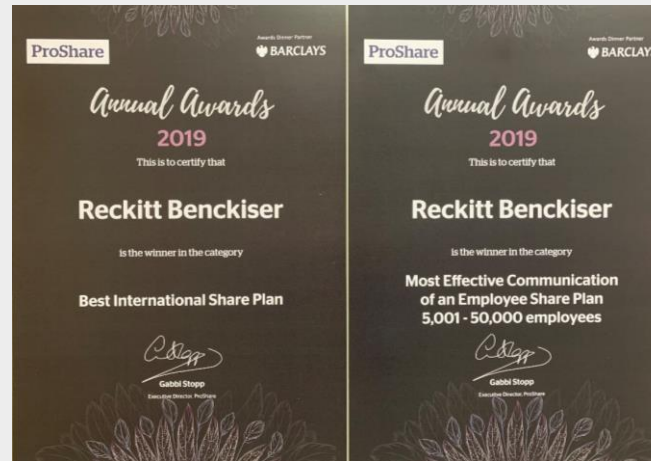 ProShare
Awards Dinner Partner
BARCLAYS
Annual Awards
2019
This is to certify that
Reckitt Benckiser
is the winner in the category
Best International Share Plan
Gabbi Stopp
Executive Director, ProShare
ProShare
Awards Dinner Partner
BARCLAYS
Annual Awards
2019
This is to certify that
Reckitt Benckiser
is the winner in the category
Most Effective Communication
of an Employee Share Plan
5,001 - 50,000 employees
Gabbi Stopp
Executive Director, ProShare